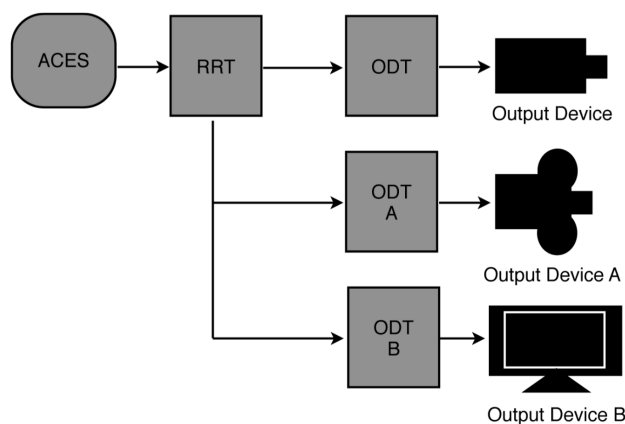 ACES
RRT
ODT
Output Device
ODT
A
Output Device A
ODT
B
Output Device B